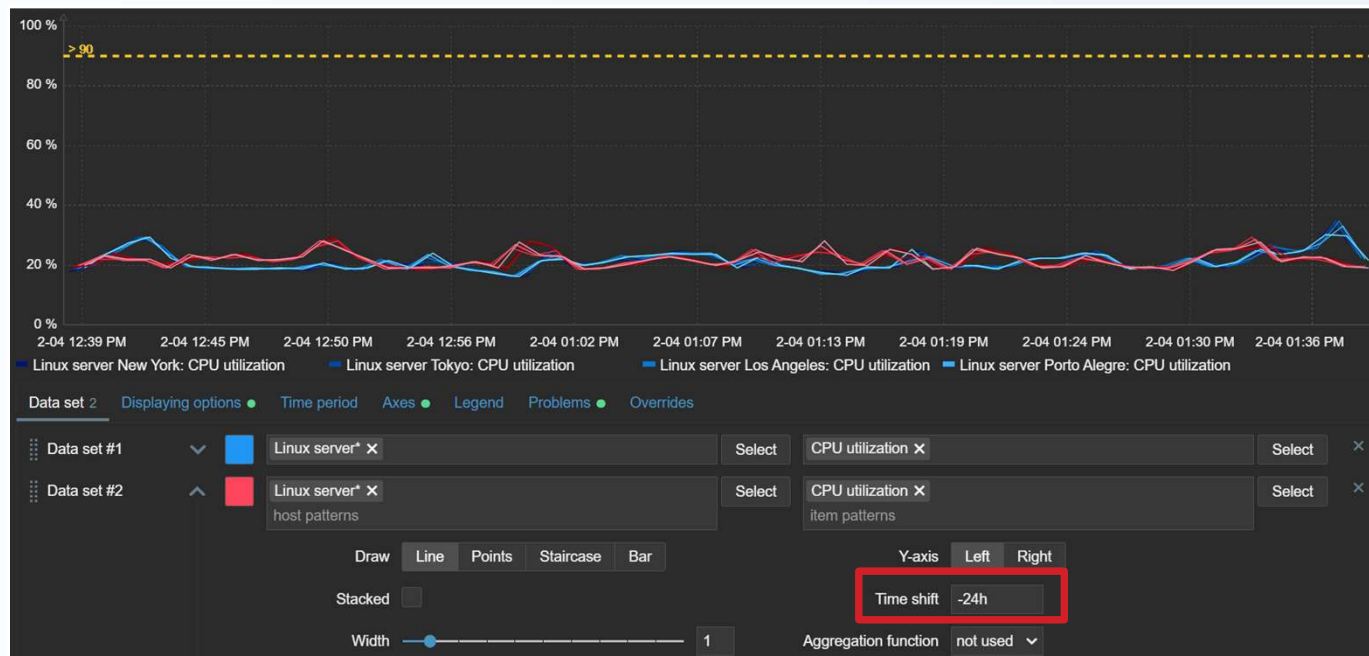 100 %
> 90
80 %
60 %
40 %
20 %
0 %
2-04 12:39 PM 2-04 12:45 PM 2-04 12:50 PM 2-04 12:56 PM 2-04 01:02 PM 2-04 01:07 PM 2-04 01:13 PM 2-04 01:19 PM 2-04 01:24 PM 2-04 01:30 PM 2-04 01:36 PM
Linux server New York: CPU utilization Linux server Tokyo: CPU utilization Linux server Los Angeles: CPU utilization Linux server Porto Alegre: CPU utilization
Data set 2 Displaying options Time period Axes Legend Problems Overrides
Data set #1 Linux server* Select CPU utilization Select
Data set #2 Linux server* Select CPU utilization Select
host patterns item patterns
Draw Line Points Staircase Bar Y-axis Left Right
Stacked Time shift -24h
Width 1 Aggregation function not used